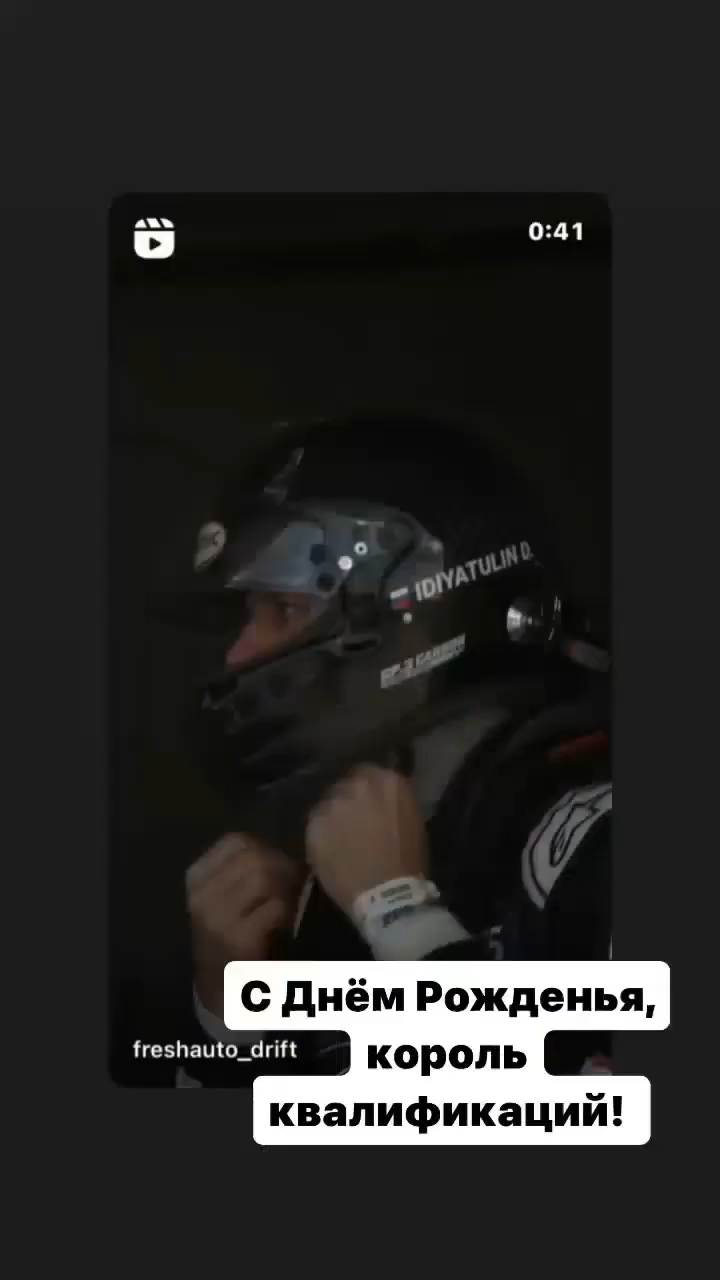 0:41
IDIYATULIN D.
freshauto_drift
С Днём Рожденья,
король
квалификаций!